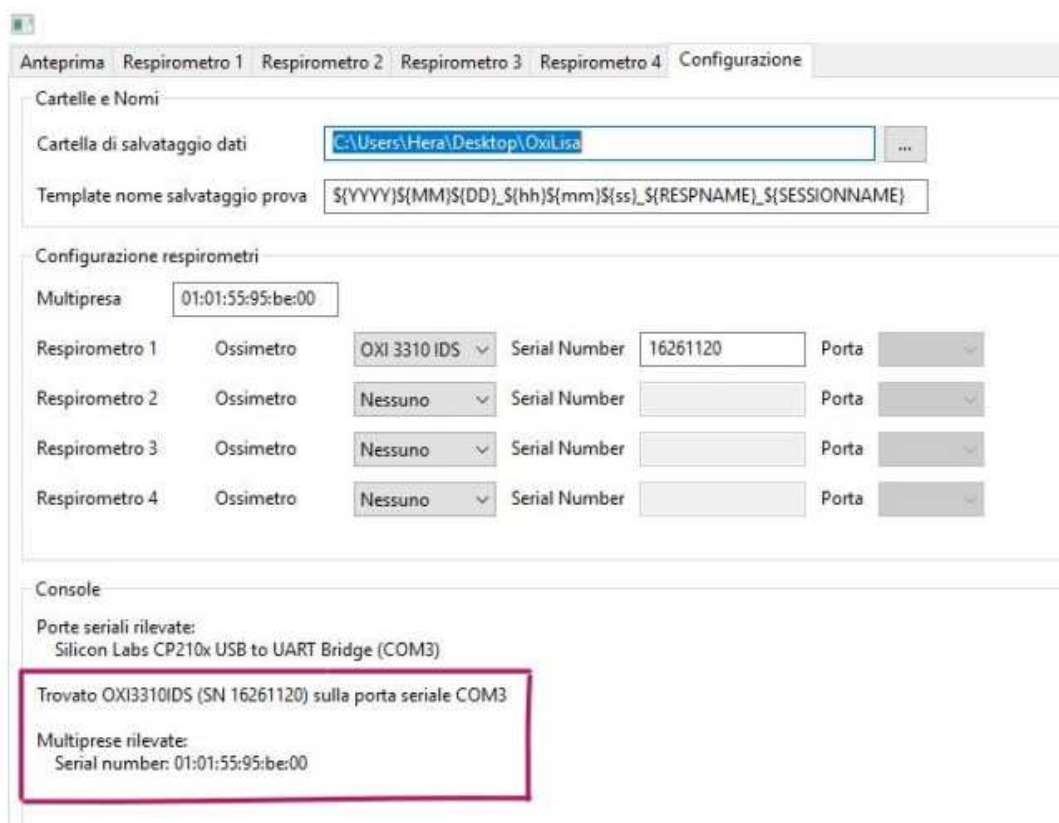 Anteprima Respirometro 1 Respirometro 2 Respirometro 3 Respirometro 4 Configurazione
Cartelle e Nomi
Cartella di salvataggio dati C:\Users\Hera\Desktop\OxiLisa ...
Template nome salvataggio prova ${YYYY}${MM}${DD}_${hh}${mm}${ss}_${RESPNAME}_${SESSIONNAME}
Configurazione respirometri
Multipresa 01:01:55:95:be:00
Respirometro 1 Ossimetro OXI 3310 IDS Serial Number 16261120 Porta
Respirometro 2 Ossimetro Nessuno Serial Number Porta
Respirometro 3 Ossimetro Nessuno Serial Number Porta
Respirometro 4 Ossimetro Nessuno Serial Number Porta
Console
Porte seriali rilevate:
Silicon Labs CP210x USB to UART Bridge (COM3)
Trovato OXI3310IDS (SN 16261120) sulla porta seriale COM3
Multiprese rilevate:
Serial number: 01:01:55:95:be:00